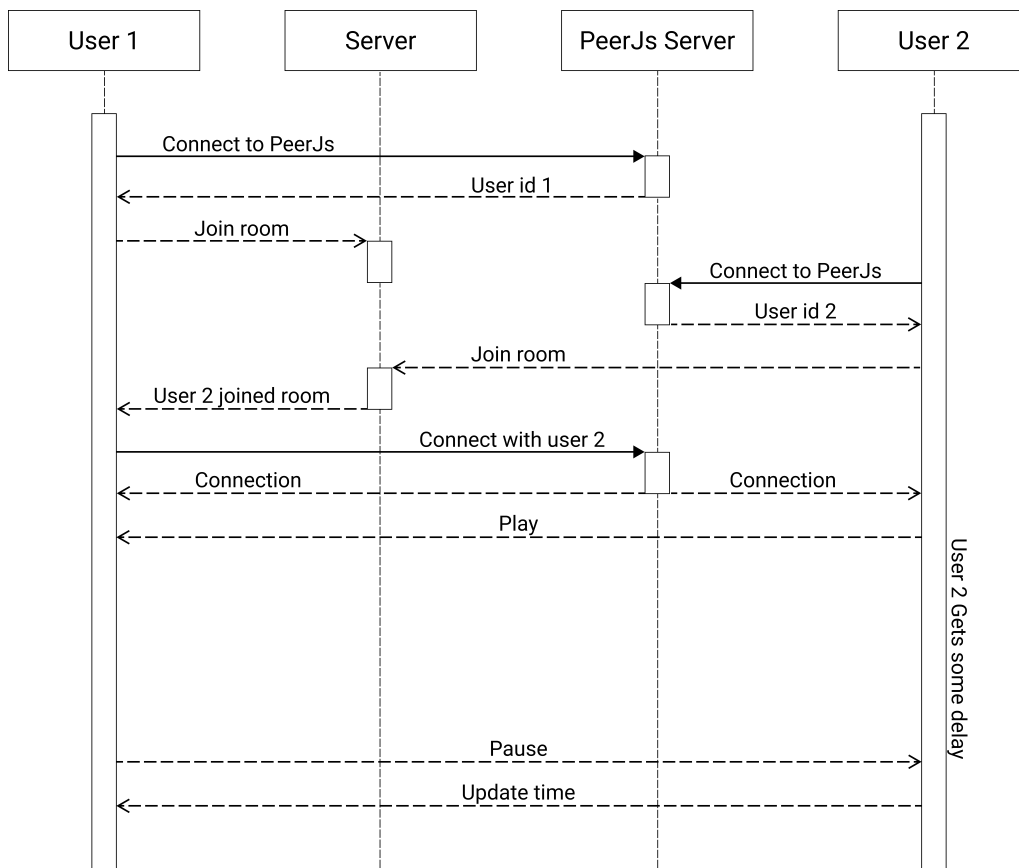 User 1
Server
PeerJs Server
User 2
Connect to PeerJs
User id 1
Join room
Connect to PeerJs
User id 2
Join room
User 2 joined room
Connect with user 2
Connection
Connection
Play
User 2 Gets some delay
Pause
Update time